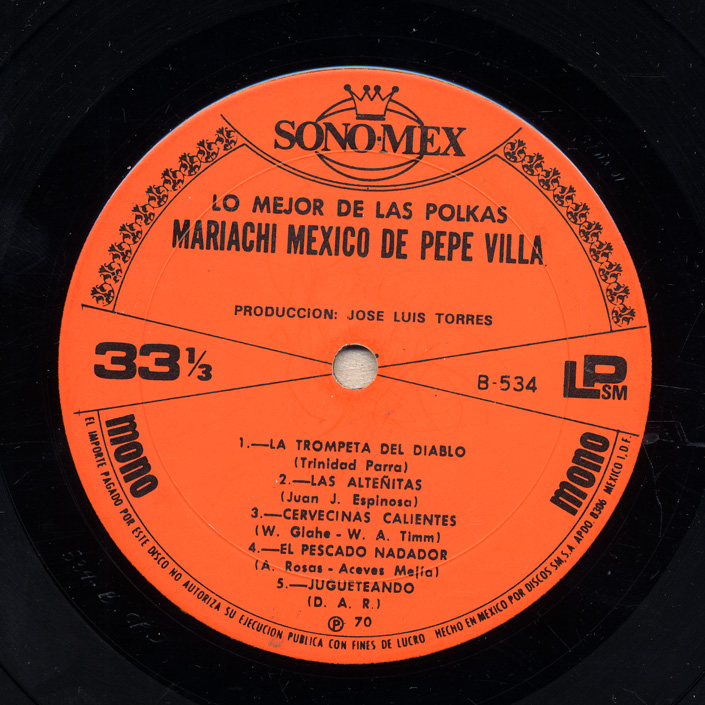 SONO·MEX
LO MEJOR DE LAS POLKAS
MARIACHI MEXICO DE PEPE VILLA
PRODUCCION: JOSE LUIS TORRES
33 1/3
B-534
LP SM
mono
mono
1.—LA TROMPETA DEL DIABLO
(Trinidad Parra)
2.—LAS ALTEÑITAS
(Juan J. Espinosa)
3.—CERVECINAS CALIENTES
(W. Glahe - W. A. Timm)
4.—EL PESCADO NADADOR
(A. Rosas - Aceves Mejía)
5.—JUGUETEANDO
(D. A. R.)
Ⓟ 70
EL IMPORTE PAGADO POR ESTE DISCO NO AUTORIZA SU EJECUCION PUBLICA CON FINES DE LUCRO HECHO EN MEXICO POR DISCOS SM, S.A. APDO 8306 MEXICO 1, D.F.